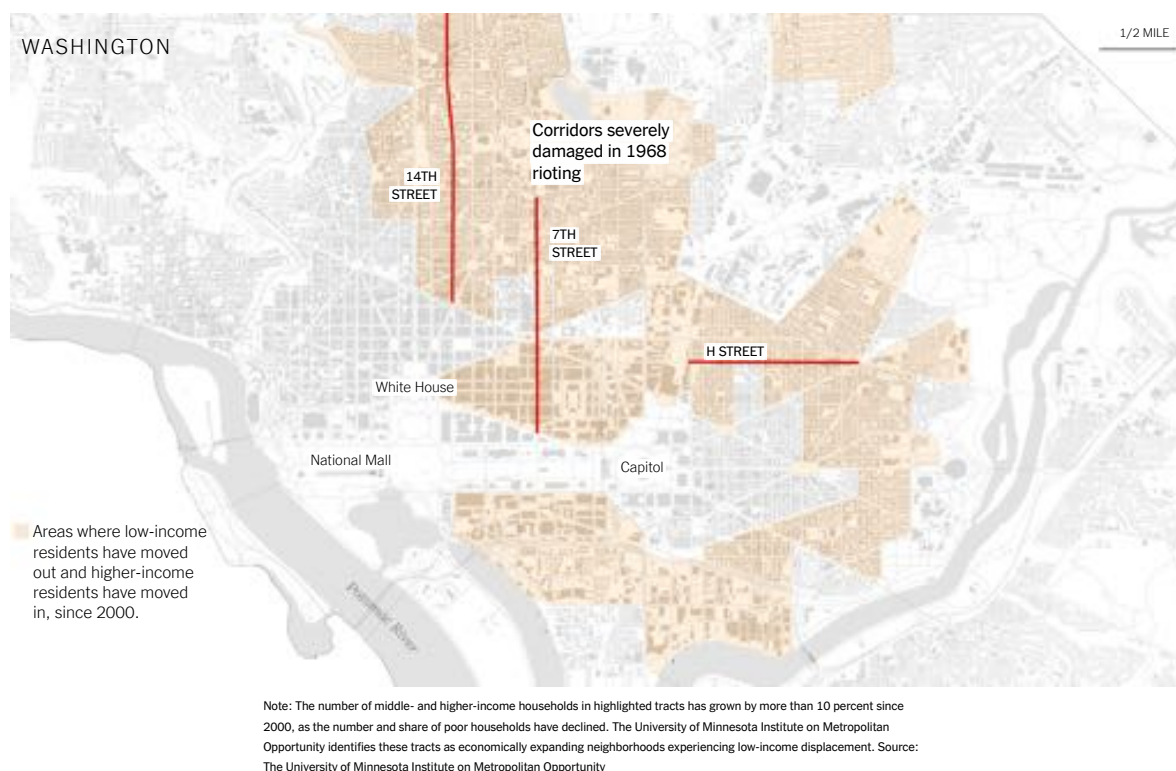 WASHINGTON
1/2 MILE
Corridors severely
damaged in 1968
rioting
14TH
STREET
7TH
STREET
H STREET
White House
National Mall
Capitol
Areas where low-income
residents have moved
out and higher-income
residents have moved
in, since 2000.
Potomac River
Note: The number of middle- and higher-income households in highlighted tracts has grown by more than 10 percent since
2000, as the number and share of poor households have declined. The University of Minnesota Institute on Metropolitan
Opportunity identifies these tracts as economically expanding neighborhoods experiencing low-income displacement. Source:
The University of Minnesota Institute on Metropolitan Opportunity